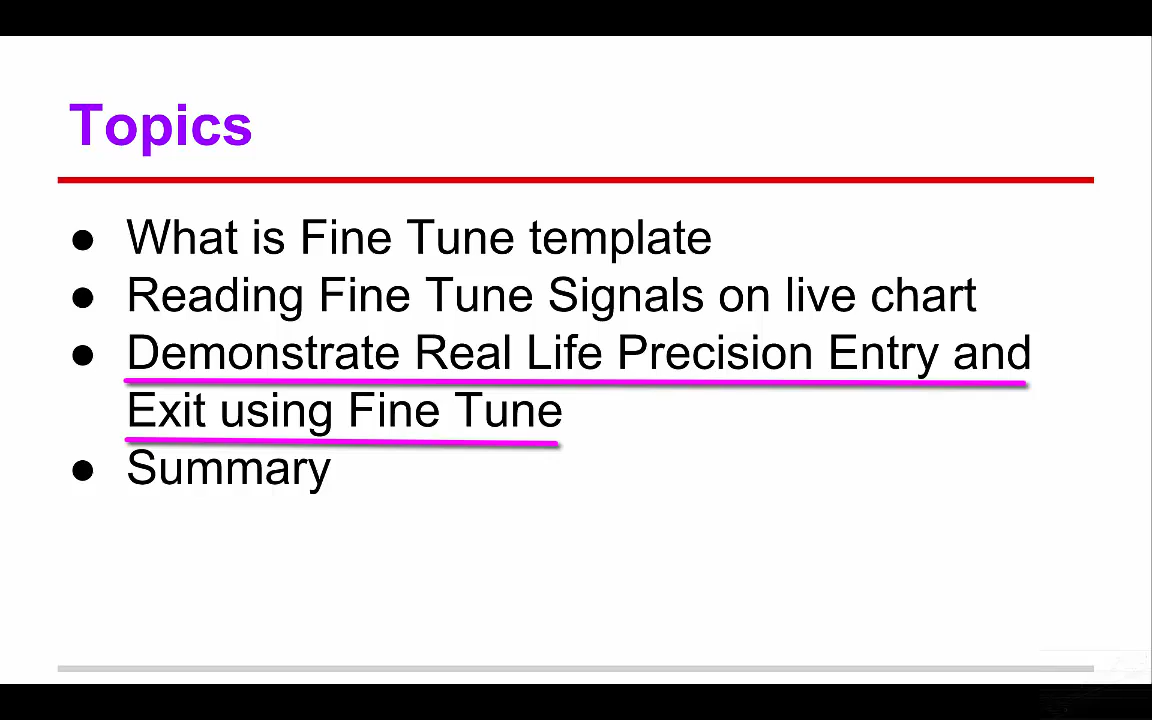 Topics
● What is Fine Tune template
● Reading Fine Tune Signals on live chart
● Demonstrate Real Life Precision Entry and
Exit using Fine Tune
● Summary